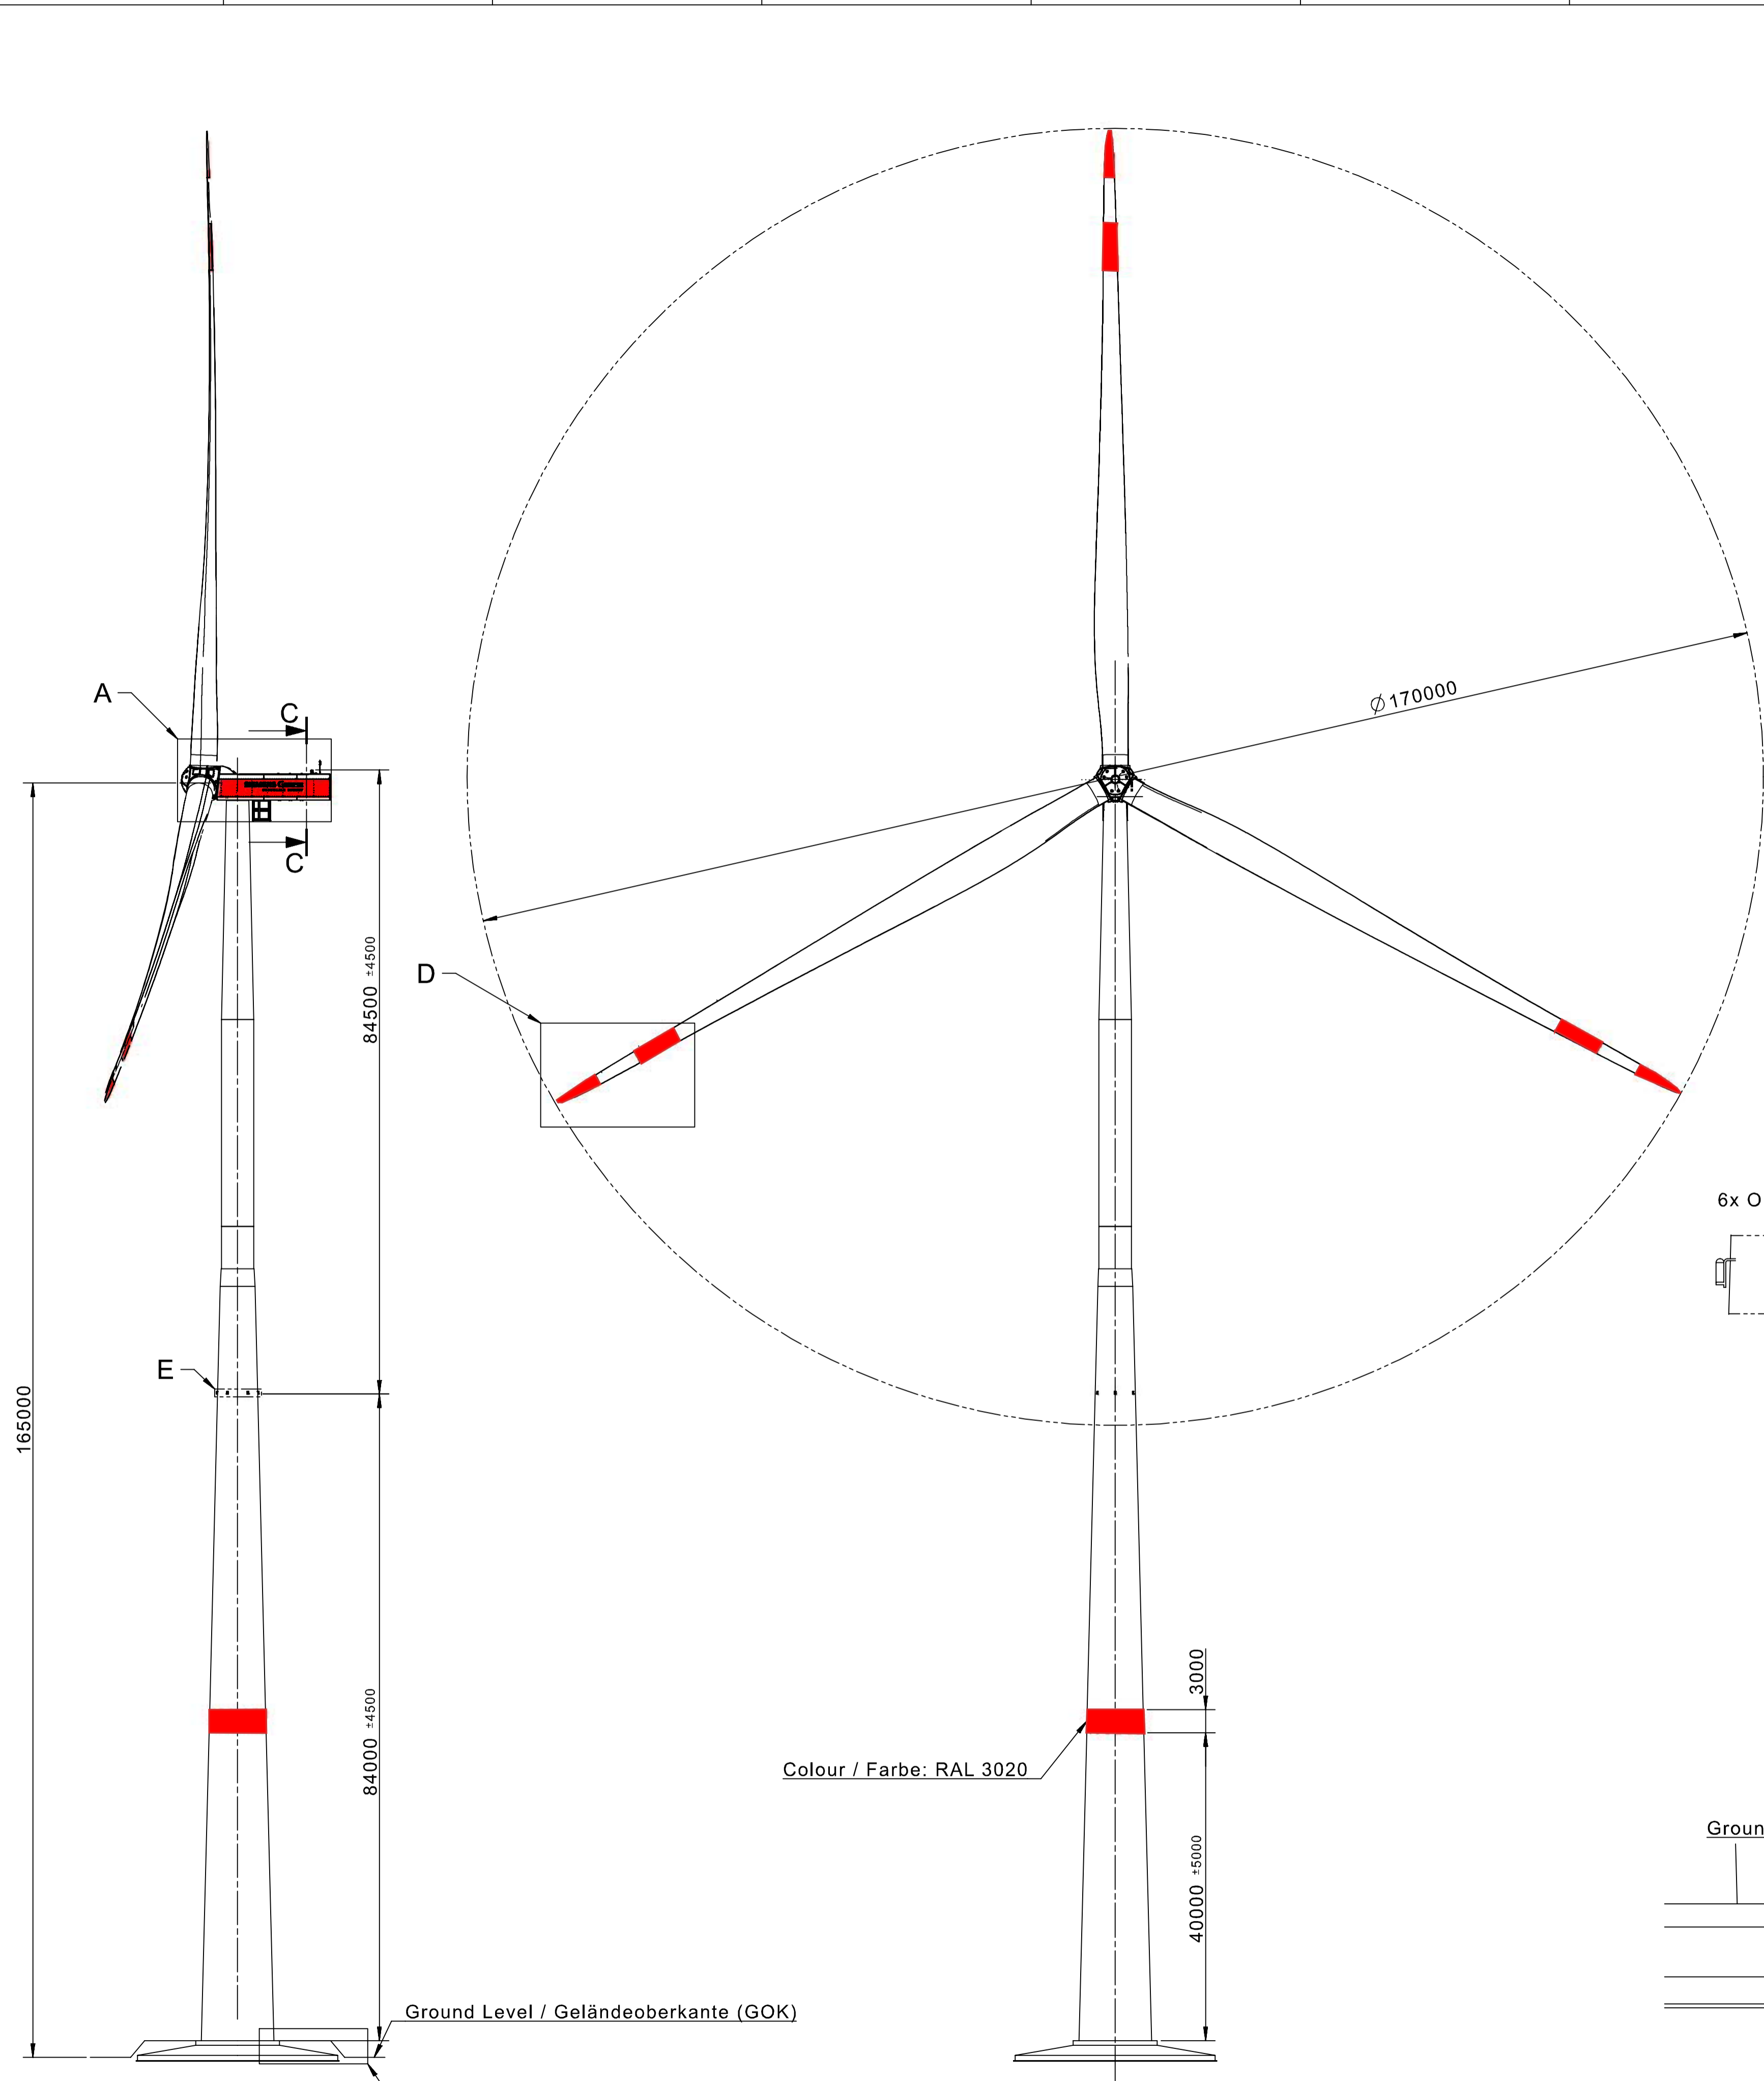 A
C
Ø170000
C
D
84500 ±4500
6x O
E
165000
3000
84000 ±4500
Colour / Farbe: RAL 3020
Groun
40000 ±5000
Ground Level / Geländeoberkante (GOK)